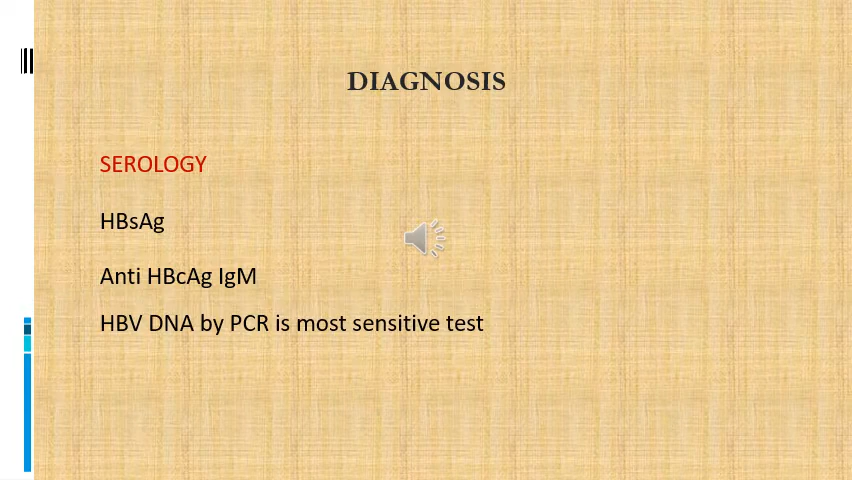 DIAGNOSIS
SEROLOGY
HBsAg
Anti HBcAg IgM
HBV DNA by PCR is most sensitive test